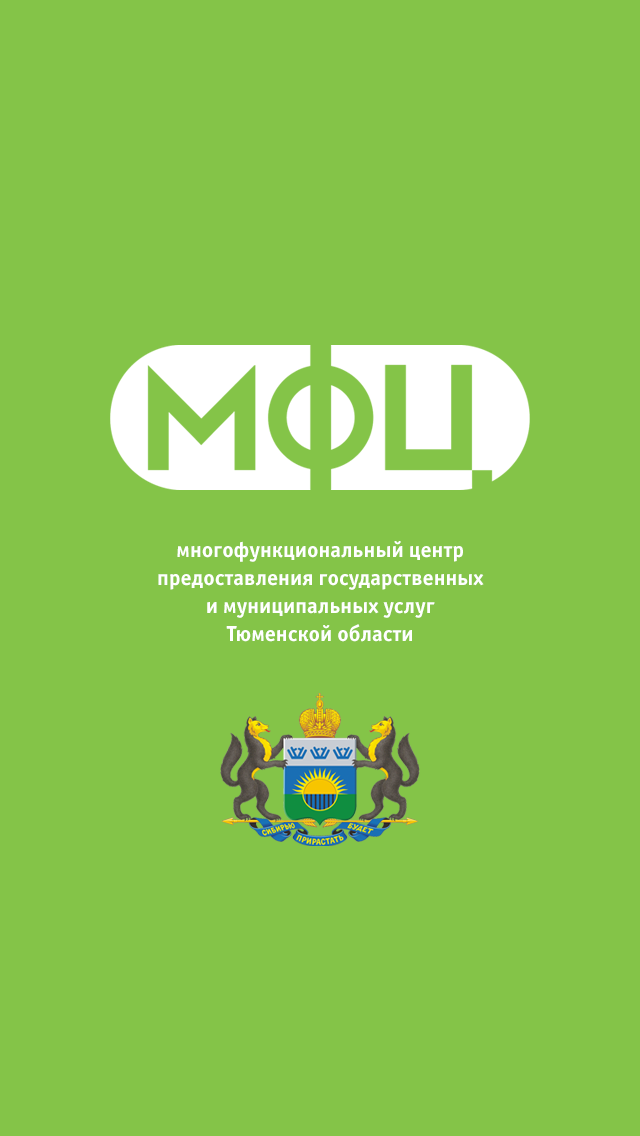 МФЦ
многофункциональный центр
предоставления государственных
и муниципальных услуг
Тюменской области
СИБИРЬЮ ПРИРАСТАТЬ БУДЕТ